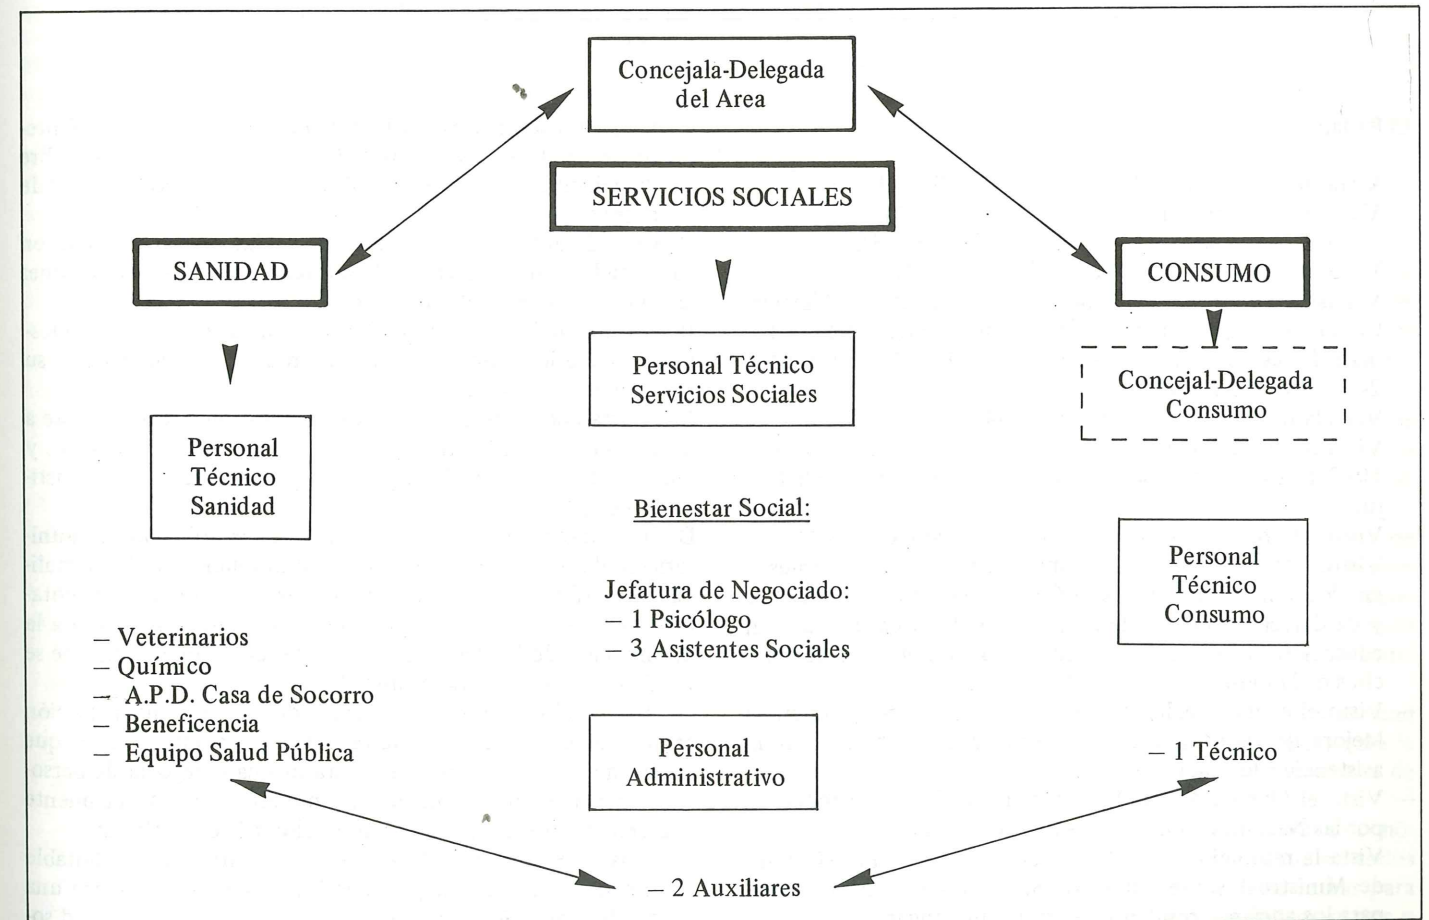 Concejala-Delegada
del Area
SERVICIOS SOCIALES
SANIDAD
CONSUMO
Personal Técnico
Servicios Sociales
Concejal-Delegada
Consumo
Personal
Técnico
Sanidad
Bienestar Social:
Jefatura de Negociado:
— 1 Psicólogo
— 3 Asistentes Sociales
Personal
Técnico
Consumo
— Veterinarios
— Químico
— A.P.D. Casa de Socorro
— Beneficencia
— Equipo Salud Pública
Personal
Administrativo
— 1 Técnico
— 2 Auxiliares